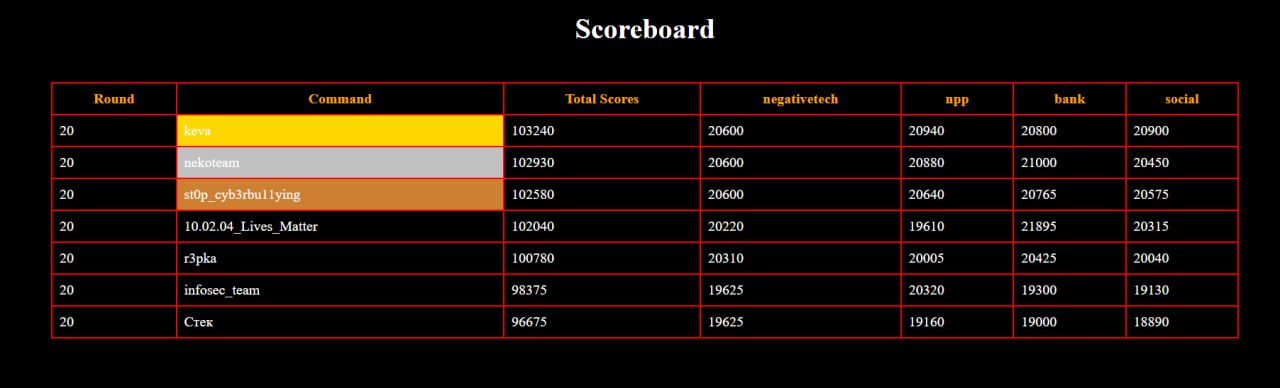 Scoreboard
Round Command Total Scores negativetech npp bank social
20 keva 103240 20600 20940 20800 20900
20 nekoteam 102930 20600 20880 21000 20450
20 st0p_cyb3rbu11ying 102580 20600 20640 20765 20575
20 10.02.04_Lives_Matter 102040 20220 19610 21895 20315
20 r3pka 100780 20310 20005 20425 20040
20 infosec_team 98375 19625 20320 19300 19130
20 Стек 96675 19625 19160 19000 18890